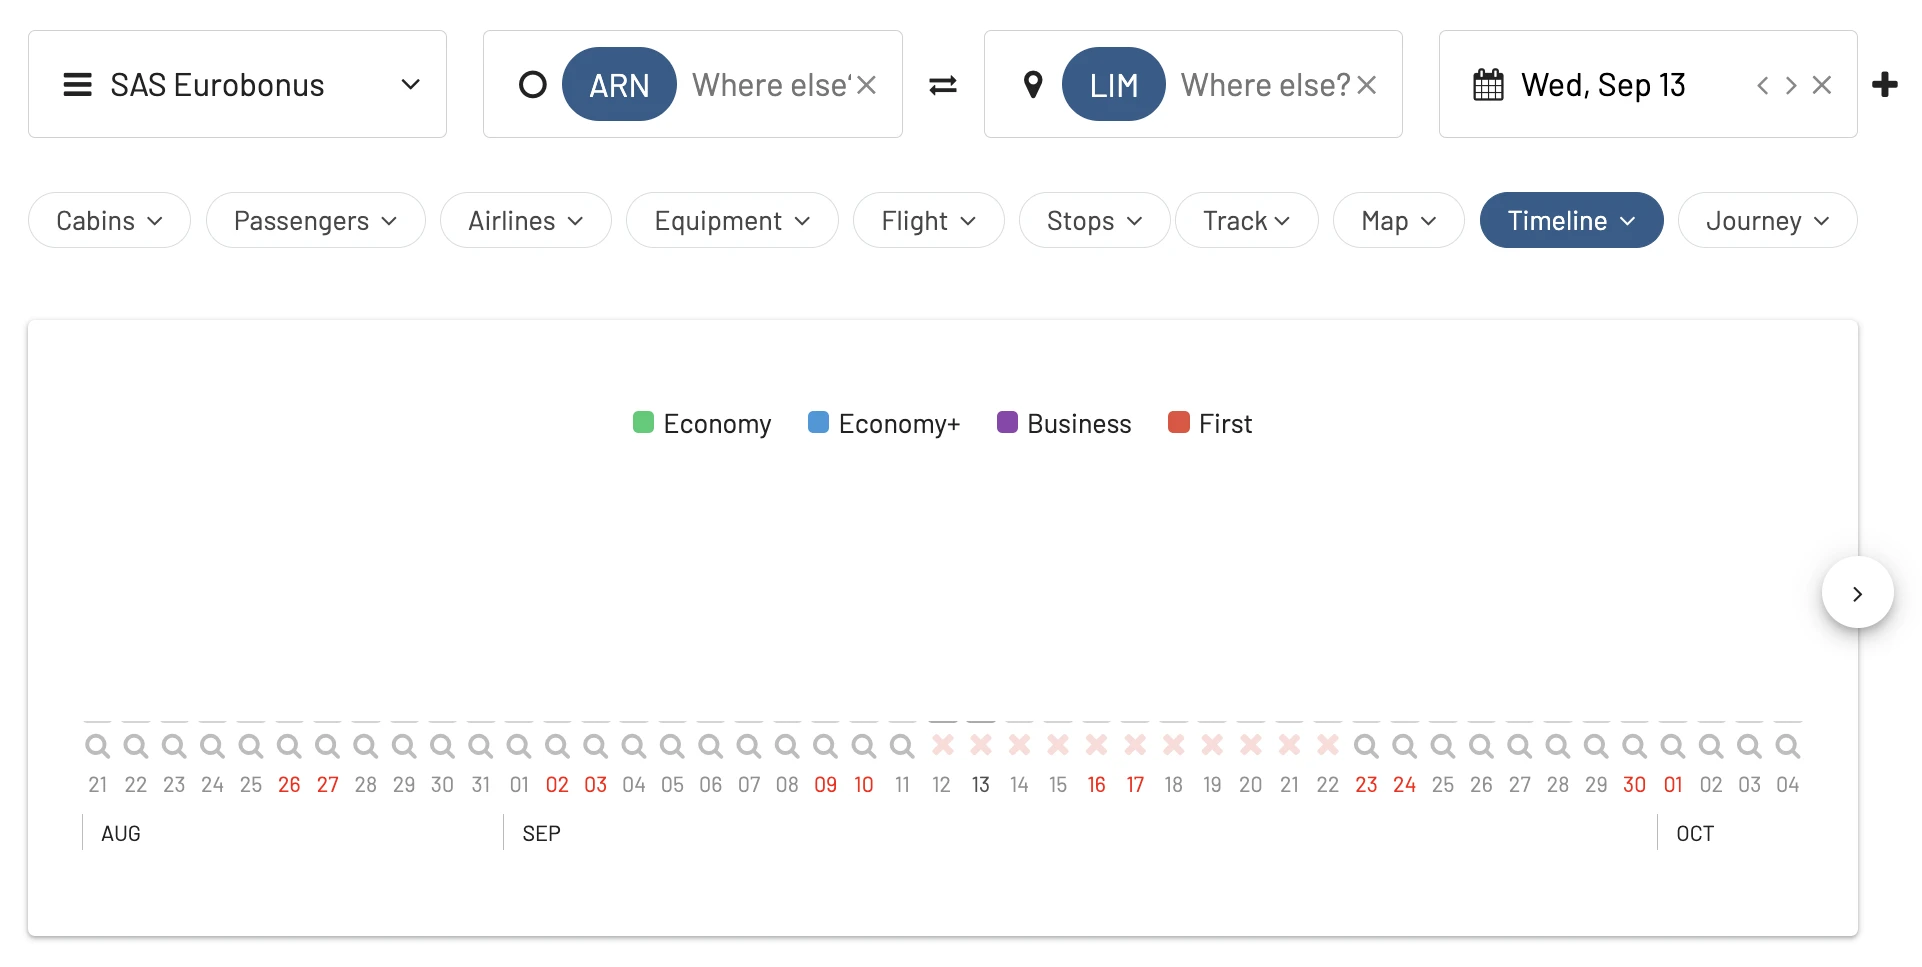 SAS Eurobonus ARN Where else' LIM Where else? Wed, Sep 13
Cabins Passengers Airlines Equipment Flight Stops Track Map Timeline Journey
Economy Economy+ Business First
21 22 23 24 25 26 27 28 29 30 31 01 02 03 04 05 06 07 08 09 10 11 12 13 14 15 16 17 18 19 20 21 22 23 24 25 26 27 28 29 30 01 02 03 04
AUG SEP OCT